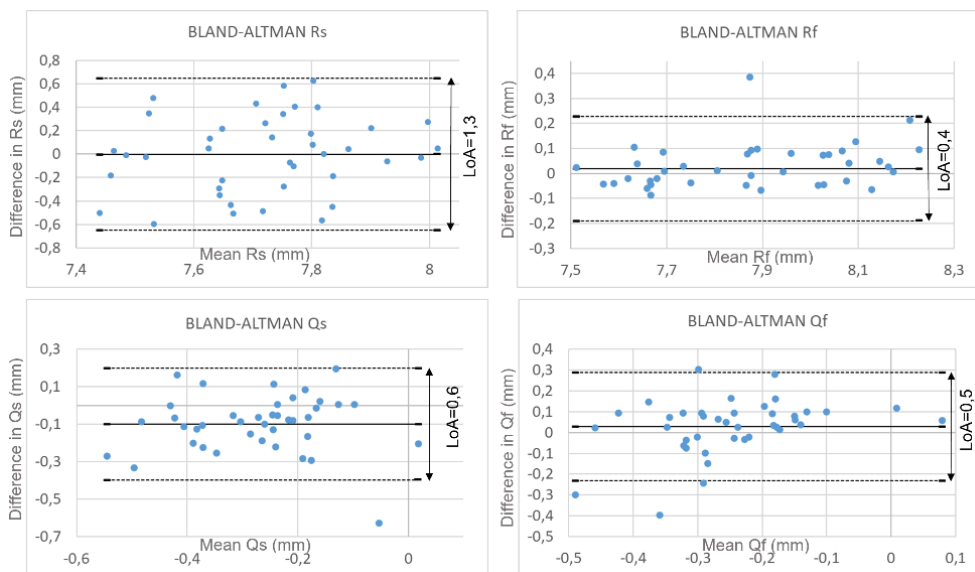 BLAND-ALTMAN Rs
Difference in Rs (mm)
0,8
0,6
0,4
0,2
0
-0,2
-0,4
-0,6
-0,8
LoA=1,3
Mean Rs (mm)
7,4 7,6 7,8 8
BLAND-ALTMAN Rf
Difference in Rf (mm)
0,4
0,3
0,2
0,1
0
-0,1
-0,2
-0,3
LoA=0,4
Mean Rf (mm)
7,5 7,7 7,9 8,1 8,3
BLAND-ALTMAN Qs
Difference in Qs (mm)
0,3
0,1
-0,1
-0,3
-0,5
-0,7
LoA=0,6
Mean Qs (mm)
-0,6 -0,4 -0,2 0
BLAND-ALTMAN Qf
Difference in Qf (mm)
0,4
0,3
0,2
0,1
0
-0,1
-0,2
-0,3
-0,4
-0,5
LoA=0,5
Mean Qf (mm)
-0,5 -0,4 -0,3 -0,2 -0,1 0 0,1